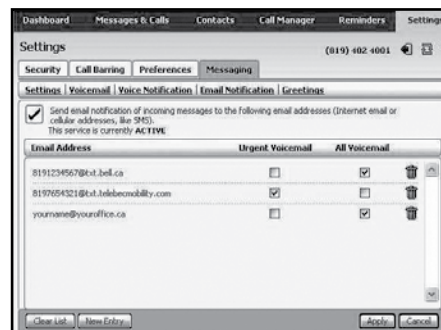 Dashboard Messages & Calls Contacts Call Manager Reminders Settings
Settings (819) 402 4001
Security Call Barring Preferences Messaging
Settings | Voicemail | Voice Notification | Email Notification | Greetings
Send email notification of incoming messages to the following email addresses (Internet email or
cellular addresses, like SMS).
This service is currently ACTIVE
Email Address Urgent Voicemail All Voicemail
8191234567@txt.bell.ca
8197654321@txt.telebecmobility.com
yourname@youroffice.ca
Clear List New Entry Apply Cancel